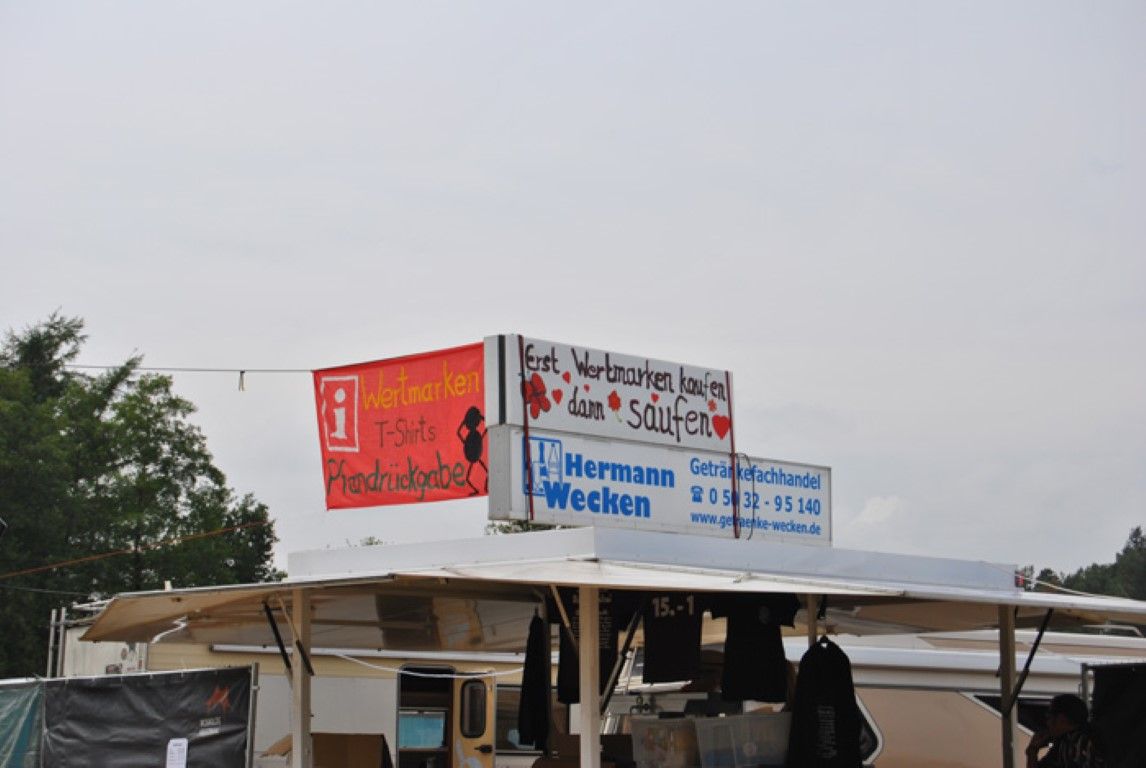 i
Wertmarken
T-Shirts
Pfandrückgabe
Erst Wertmarken kaufen
dann saufen
Hermann
Wecken
Getränkefachhandel
☎ 0 50 32 - 95 140
www.getraenke-wecken.de
15.-1